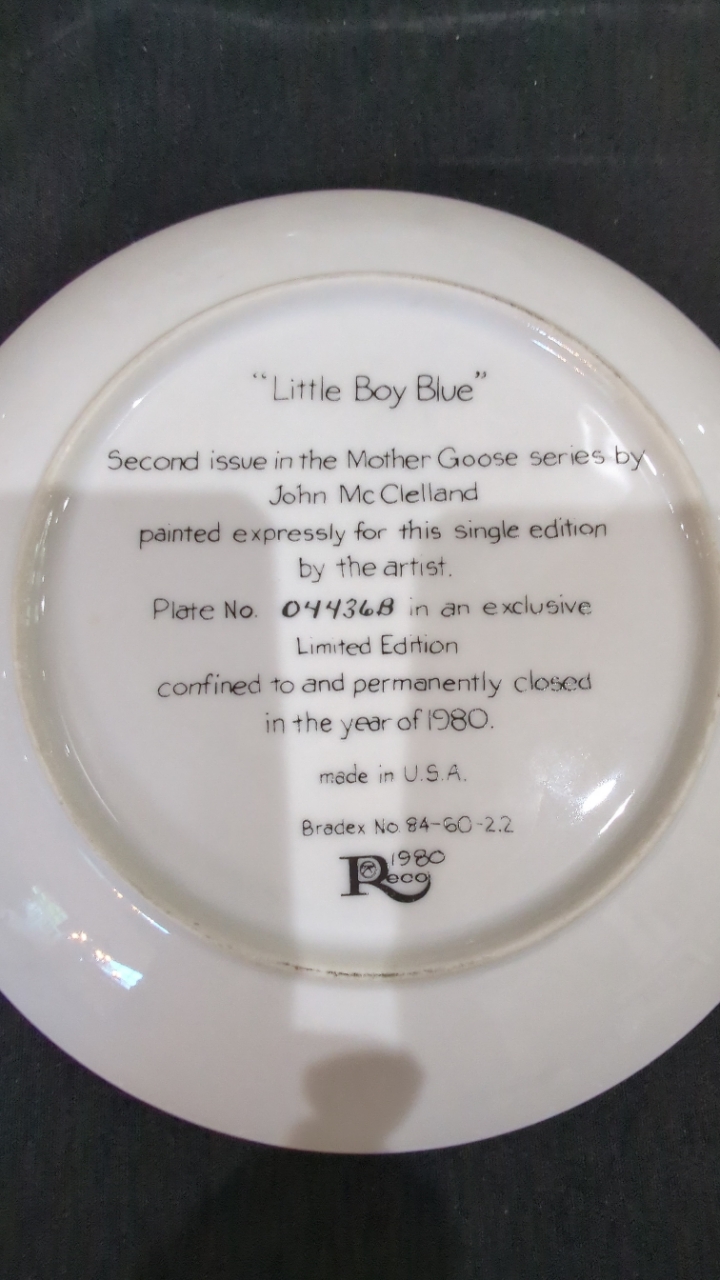 “Little Boy Blue”
Second issue in the Mother Goose series by
John McClelland
painted expressly for this single edition
by the artist.
Plate No. 04436B in an exclusive
Limited Edition
confined to and permanently closed
in the year of 1980.
made in U.S.A.
Bradex No. 84-60-2.2
1980
Reco